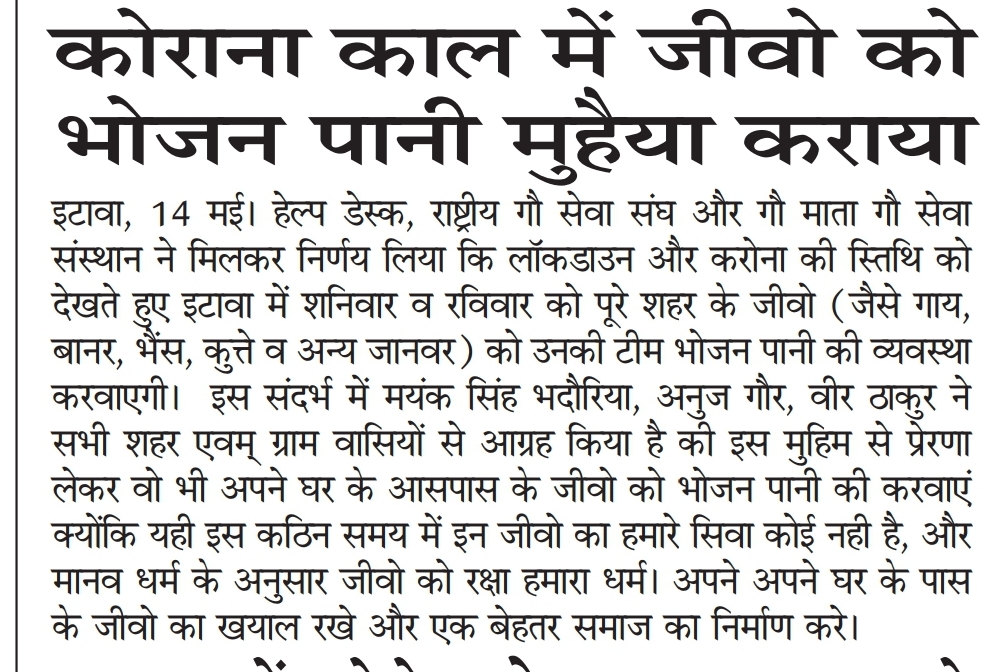 कोराना काल में जीवो को
भोजन पानी मुहैया कराया
इटावा, 14 मई। हेल्प डेस्क, राष्ट्रीय गौ सेवा संघ और गौ माता गौ सेवा
संस्थान ने मिलकर निर्णय लिया कि लॉकडाउन और करोना की स्तिथि को
देखते हुए इटावा में शनिवार व रविवार को पूरे शहर के जीवो (जैसे गाय,
बानर, भैंस, कुत्ते व अन्य जानवर) को उनकी टीम भोजन पानी की व्यवस्था
करवाएगी। इस संदर्भ में मयंक सिंह भदौरिया, अनुज गौर, वीर ठाकुर ने
सभी शहर एवम् ग्राम वासियों से आग्रह किया है की इस मुहिम से प्रेरणा
लेकर वो भी अपने घर के आसपास के जीवो को भोजन पानी की करवाएं
क्योंकि यही इस कठिन समय में इन जीवो का हमारे सिवा कोई नही है, और
मानव धर्म के अनुसार जीवो को रक्षा हमारा धर्म। अपने अपने घर के पास
के जीवो का खयाल रखे और एक बेहतर समाज का निर्माण करे।